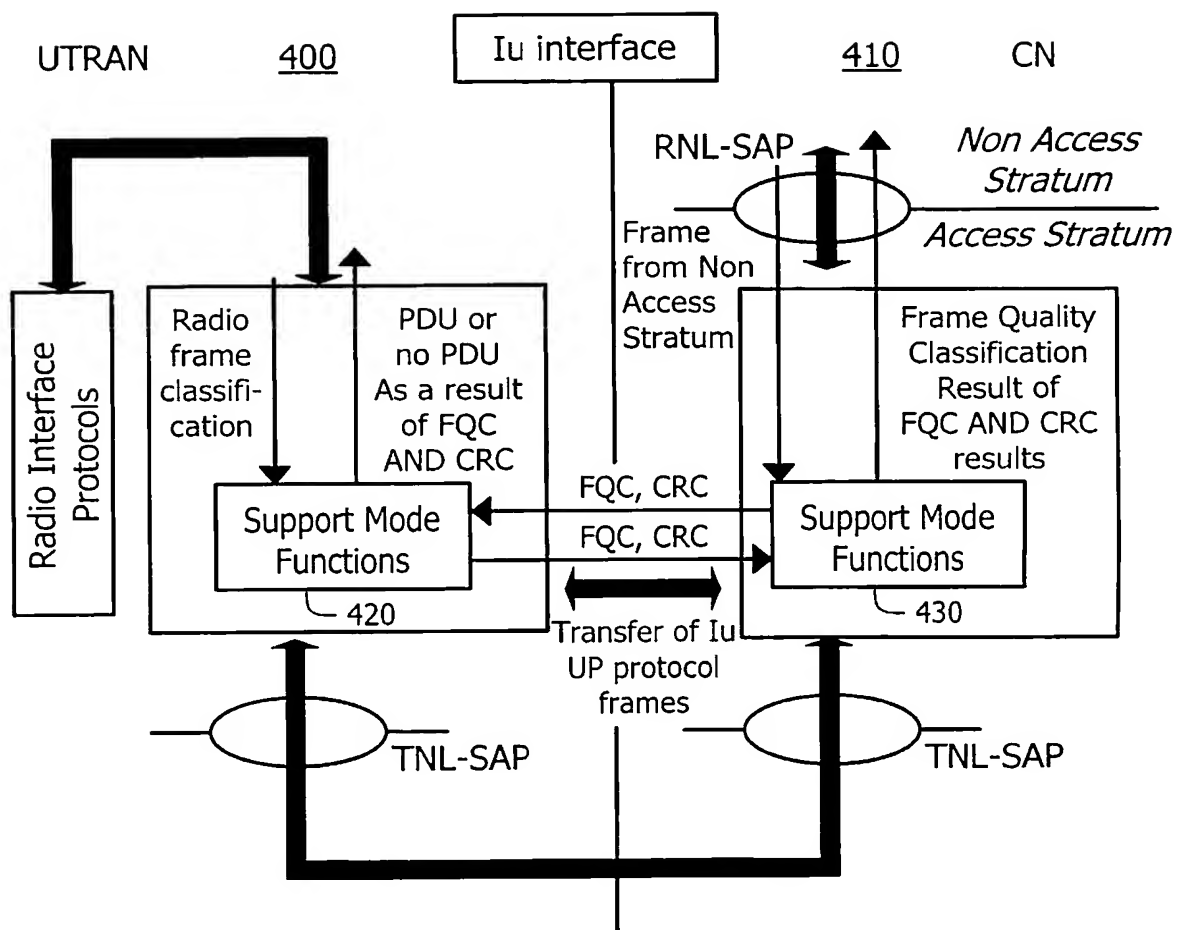 UTRAN
400
Iu interface
410
CN
RNL-SAP
Non Access
Stratum
Access Stratum
Frame
from Non
Access
Stratum
Radio Interface
Protocols
Radio
frame
classifi-
cation
PDU or
no PDU
As a result
of FQC
AND CRC
Frame Quality
Classification
Result of
FQC AND CRC
results
Support Mode
Functions
420
FQC, CRC
FQC, CRC
Support Mode
Functions
430
Transfer of Iu
UP protocol
frames
TNL-SAP
TNL-SAP